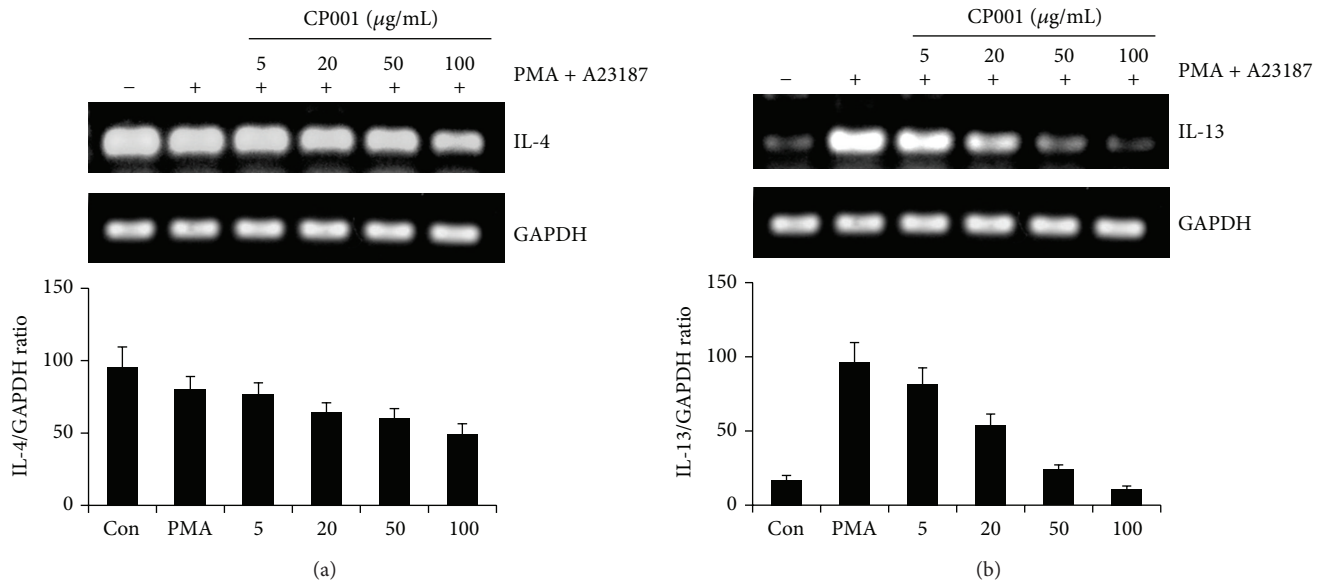 CP001 (μg/mL)
5 20 50 100
PMA + A23187
− + + + + +
IL-4
GAPDH
150
100
50
0
IL-4/GAPDH ratio
Con PMA 5 20 50 100
(a)
CP001 (μg/mL)
5 20 50 100
PMA + A23187
− + + + + +
IL-13
GAPDH
150
100
50
0
IL-13/GAPDH ratio
Con PMA 5 20 50 100
(b)